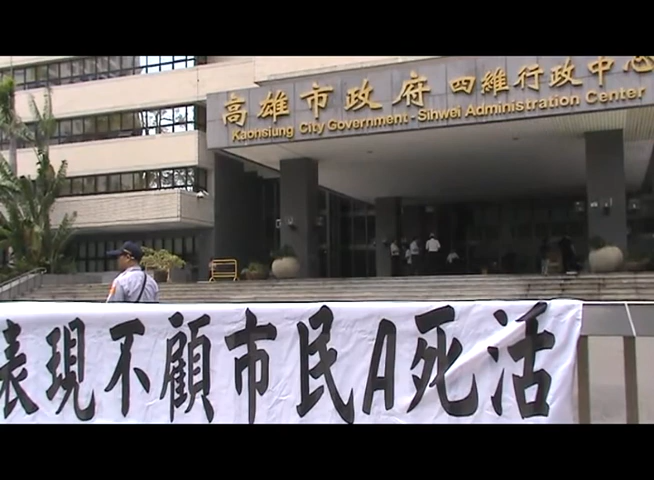 高雄市政府 四維行政中心
Kaohsiung City Government - Sihwei Administration Center
表現不顧市民A死活